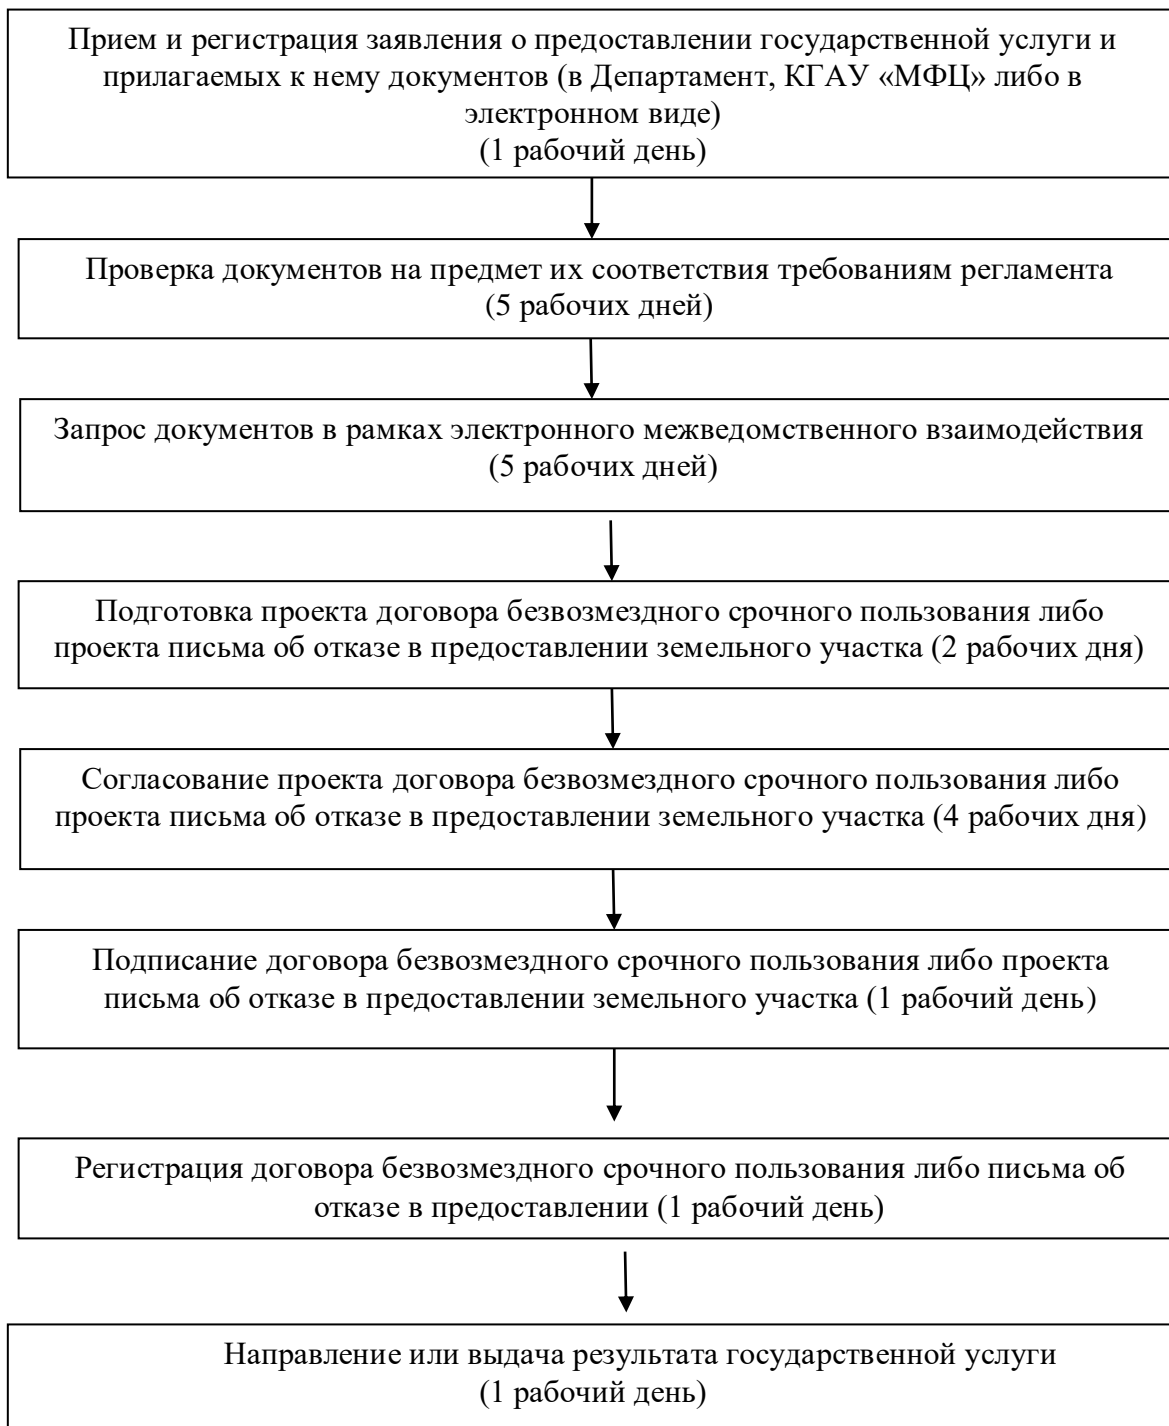 Прием и регистрация заявления о предоставлении государственной услуги и
прилагаемых к нему документов (в Департамент, КГАУ «МФЦ» либо в
электронном виде)
(1 рабочий день)
Проверка документов на предмет их соответствия требованиям регламента
(5 рабочих дней)
Запрос документов в рамках электронного межведомственного взаимодействия
(5 рабочих дней)
Подготовка проекта договора безвозмездного срочного пользования либо
проекта письма об отказе в предоставлении земельного участка (2 рабочих дня)
Согласование проекта договора безвозмездного срочного пользования либо
проекта письма об отказе в предоставлении земельного участка (4 рабочих дня)
Подписание договора безвозмездного срочного пользования либо проекта
письма об отказе в предоставлении земельного участка (1 рабочий день)
Регистрация договора безвозмездного срочного пользования либо письма об
отказе в предоставлении (1 рабочий день)
Направление или выдача результата государственной услуги
(1 рабочий день)